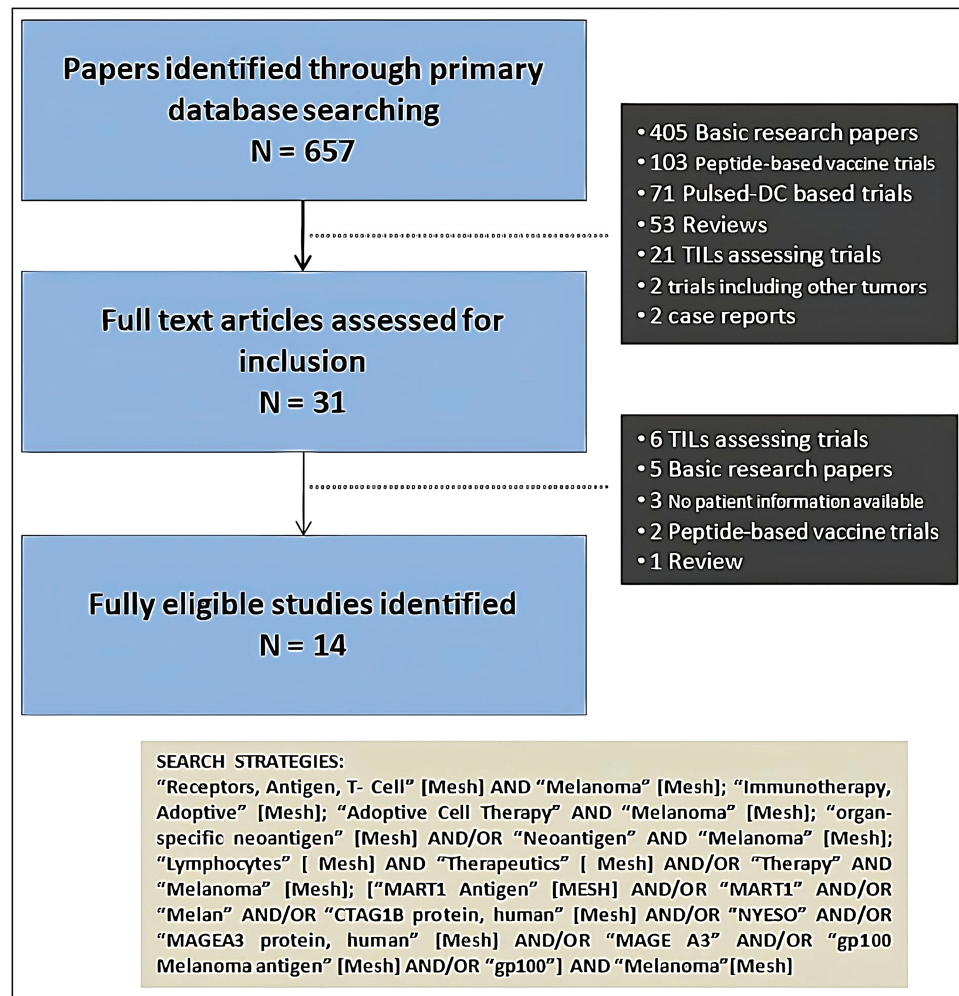 Papers identified through primary
database searching
N = 657
• 405 Basic research papers
• 103 Peptide-based vaccine trials
• 71 Pulsed-DC based trials
• 53 Reviews
• 21 TILs assessing trials
• 2 trials including other tumors
• 2 case reports
Full text articles assessed for
inclusion
N = 31
• 6 TILs assessing trials
• 5 Basic research papers
• 3 No patient information available
• 2 Peptide-based vaccine trials
• 1 Review
Fully eligible studies identified
N = 14
SEARCH STRATEGIES:
“Receptors, Antigen, T- Cell” [Mesh] AND “Melanoma” [Mesh]; “Immunotherapy,
Adoptive” [Mesh]; “Adoptive Cell Therapy” AND “Melanoma” [Mesh]; “organ-
specific neoantigen” [Mesh] AND/OR “Neoantigen” AND “Melanoma” [Mesh];
“Lymphocytes” [ Mesh] AND “Therapeutics” [ Mesh] AND/OR “Therapy” AND
“Melanoma” [Mesh]; [“MART1 Antigen” [MESH] AND/OR “MART1” AND/OR
“Melan” AND/OR “CTAG1B protein, human” [Mesh] AND/OR “NYESO” AND/OR
“MAGEA3 protein, human” [Mesh] AND/OR “MAGE A3” AND/OR “gp100
Melanoma antigen” [Mesh] AND/OR “gp100”] AND “Melanoma”[Mesh]